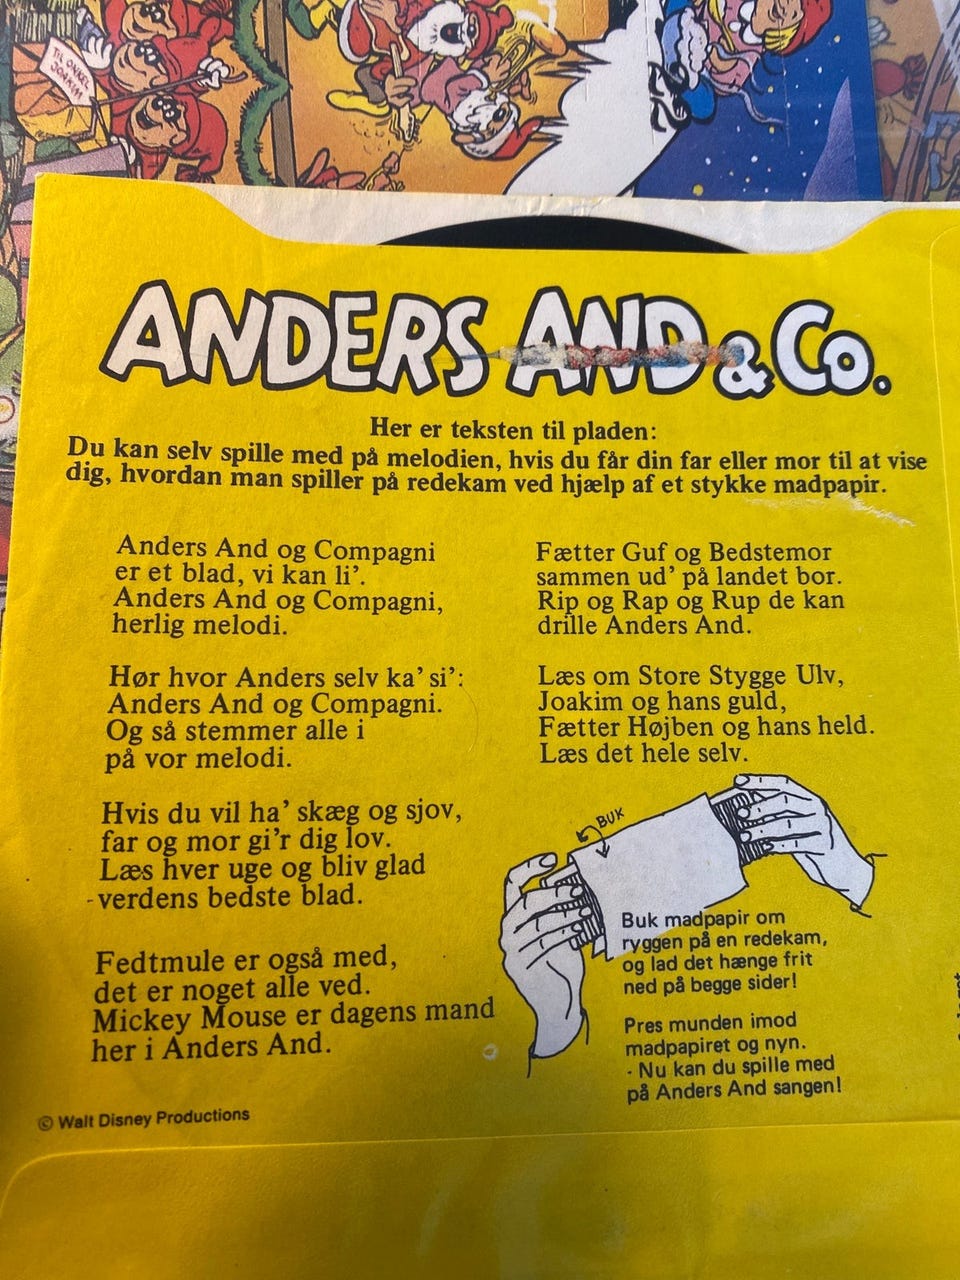 TIL ONKEL
JOAKIM
ANDERS AND & Co.
Her er teksten til pladen:
Du kan selv spille med på melodien, hvis du får din far eller mor til at vise
dig, hvordan man spiller på redekam ved hjælp af et stykke madpapir.
Anders And og Compagni
er et blad, vi kan li’.
Anders And og Compagni,
herlig melodi.
Hør hvor Anders selv ka’ si’:
Anders And og Compagni.
Og så stemmer alle i
på vor melodi.
Hvis du vil ha’ skæg og sjov,
far og mor gi’r dig lov.
Læs hver uge og bliv glad
-verdens bedste blad.
Fedtmule er også med,
det er noget alle ved.
Mickey Mouse er dagens mand
her i Anders And.
Fætter Guf og Bedstemor
sammen ud’ på landet bor.
Rip og Rap og Rup de kan
drille Anders And.
Læs om Store Stygge Ulv,
Joakim og hans guld,
Fætter Højben og hans held.
Læs det hele selv.
BUK
Buk madpapir om
ryggen på en redekam,
og lad det hænge frit
ned på begge sider!
Pres munden imod
madpapiret og nyn.
- Nu kan du spille med
på Anders And sangen!
© Walt Disney Productions